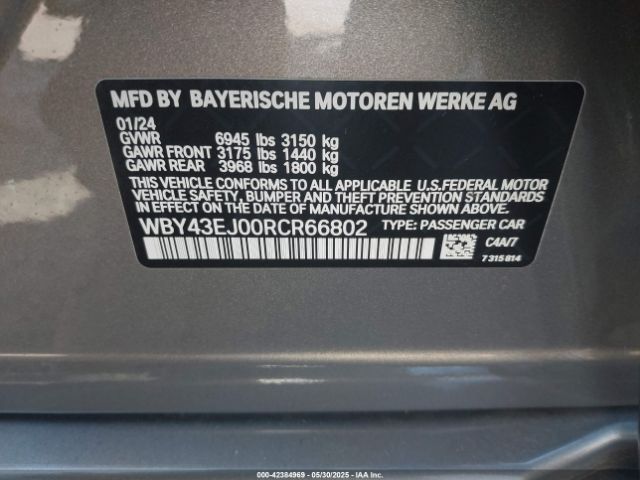 MFD BY BAYERISCHE MOTOREN WERKE AG
01/24
GVWR 6945 lbs 3150 kg
GAWR FRONT 3175 lbs 1440 kg
GAWR REAR 3968 lbs 1800 kg
THIS VEHICLE CONFORMS TO ALL APPLICABLE U.S.FEDERAL MOTOR
VEHICLE SAFETY, BUMPER, AND THEFT PREVENTION
STANDARDS IN EFFECT ON THE DATE OF MANUFACTURE SHOWN ABOVE.
WBY43EJ00RCR66802 TYPE: PASSENGER CAR
C4A/7
7 315 814
000-42384969 - 05/30/2025 - IAA Inc.